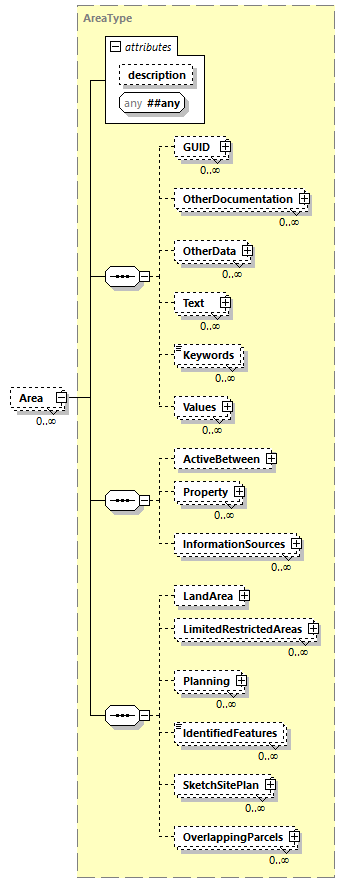 AreaType
attributes
description
any ##any
GUID
0..∞
OtherDocumentation
0..∞
OtherData
0..∞
Text
0..∞
Keywords
0..∞
Area
0..∞
Values
0..∞
ActiveBetween
Property
0..∞
InformationSources
0..∞
LandArea
LimitedRestrictedAreas
0..∞
Planning
0..∞
IdentifiedFeatures
0..∞
SketchSitePlan
0..∞
OverlappingParcels
0..∞